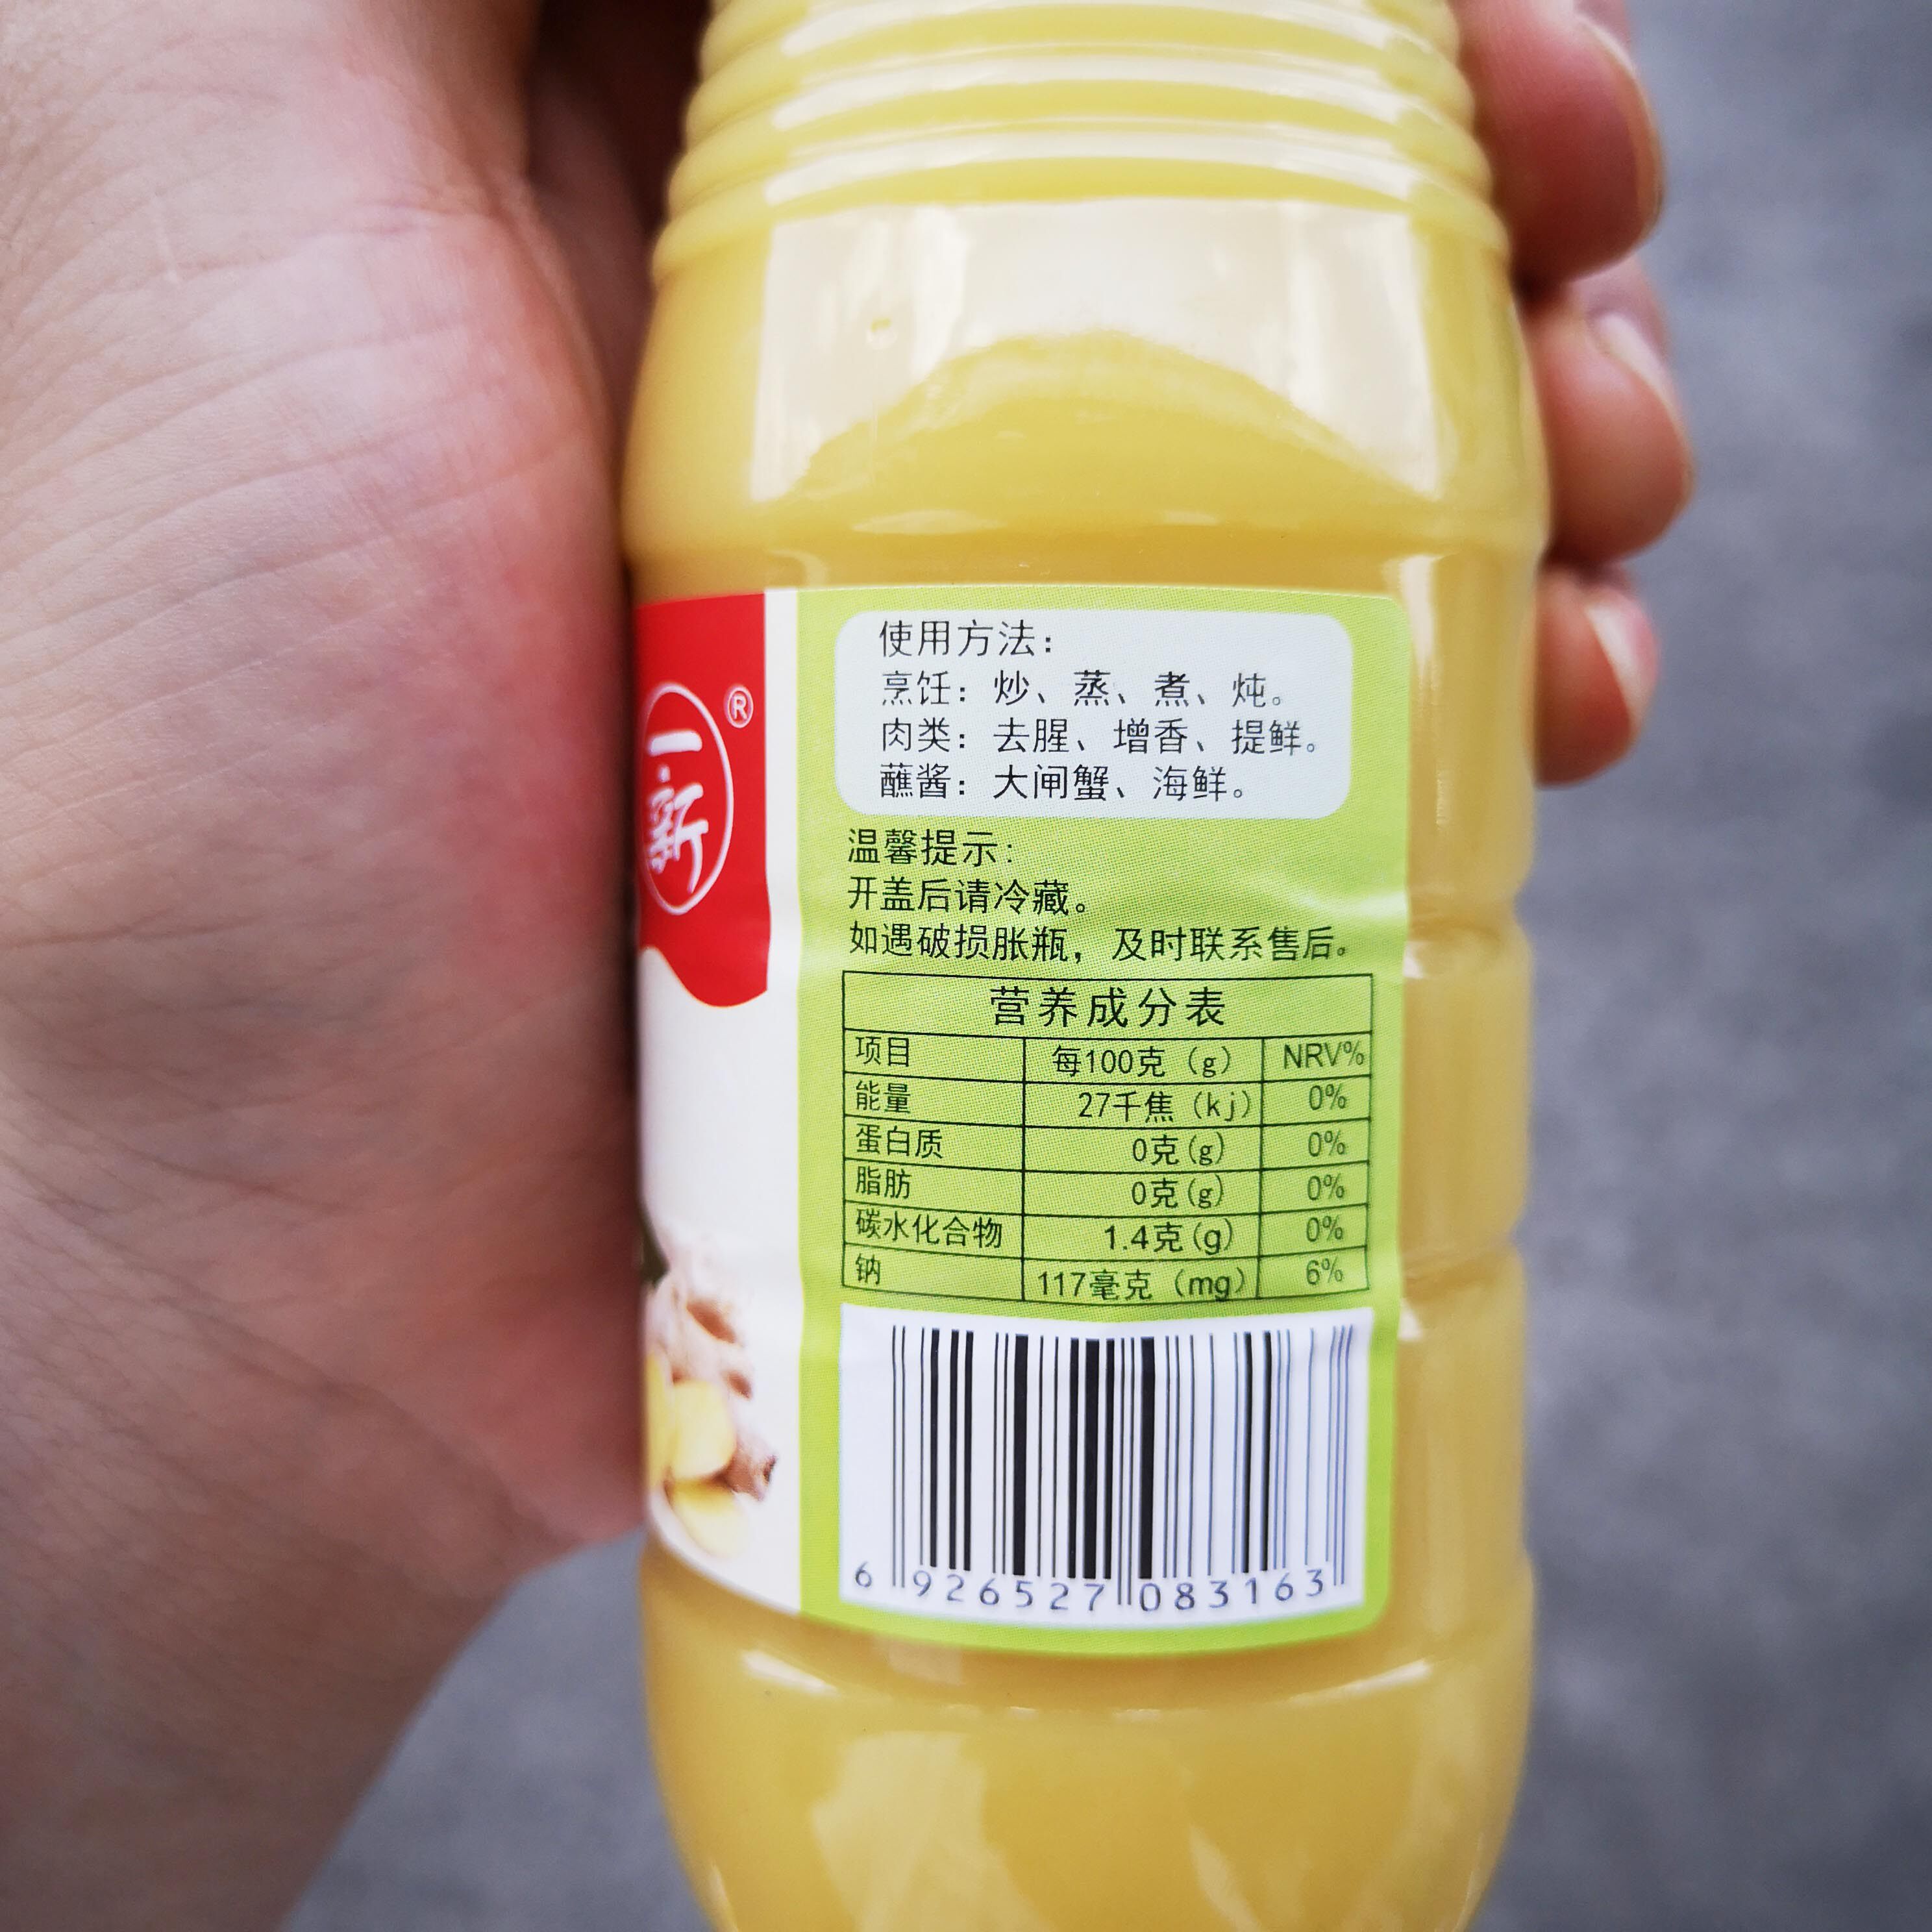 一新
®
使用方法：
烹饪：炒、蒸、煮、炖。
肉类：去腥、增香、提鲜。
蘸酱：大闸蟹、海鲜。
温馨提示：
开盖后请冷藏。
如遇破损胀瓶，及时联系售后。
营养成分表
项目 每100克（g） NRV%
能量 27千焦（kj） 0%
蛋白质 0克(g) 0%
脂肪 0克(g) 0%
碳水化合物 1.4克(g) 0%
钠 117毫克（mg） 6%
6 926527 083163